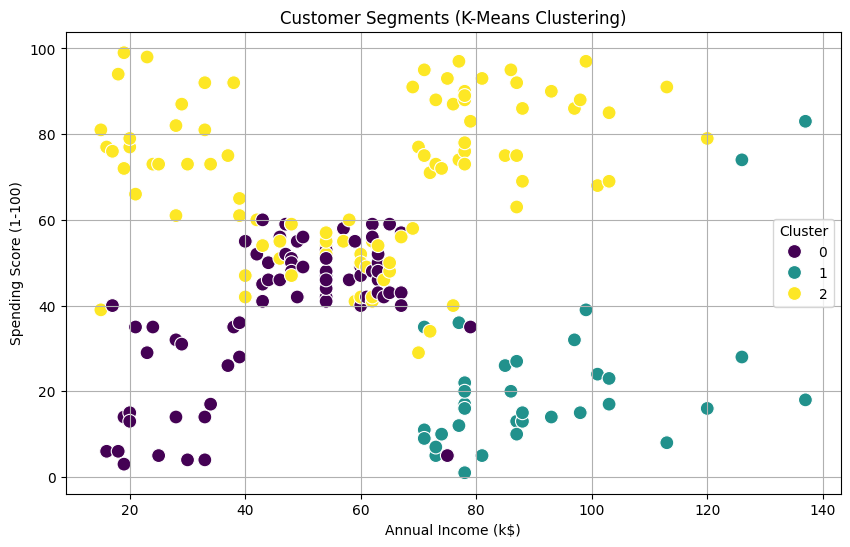 Customer Segments (K-Means Clustering)
100
80
60
40
20
0
Spending Score (1-100)
Cluster
0
1
2
20 40 60 80 100 120 140
Annual Income (k$)